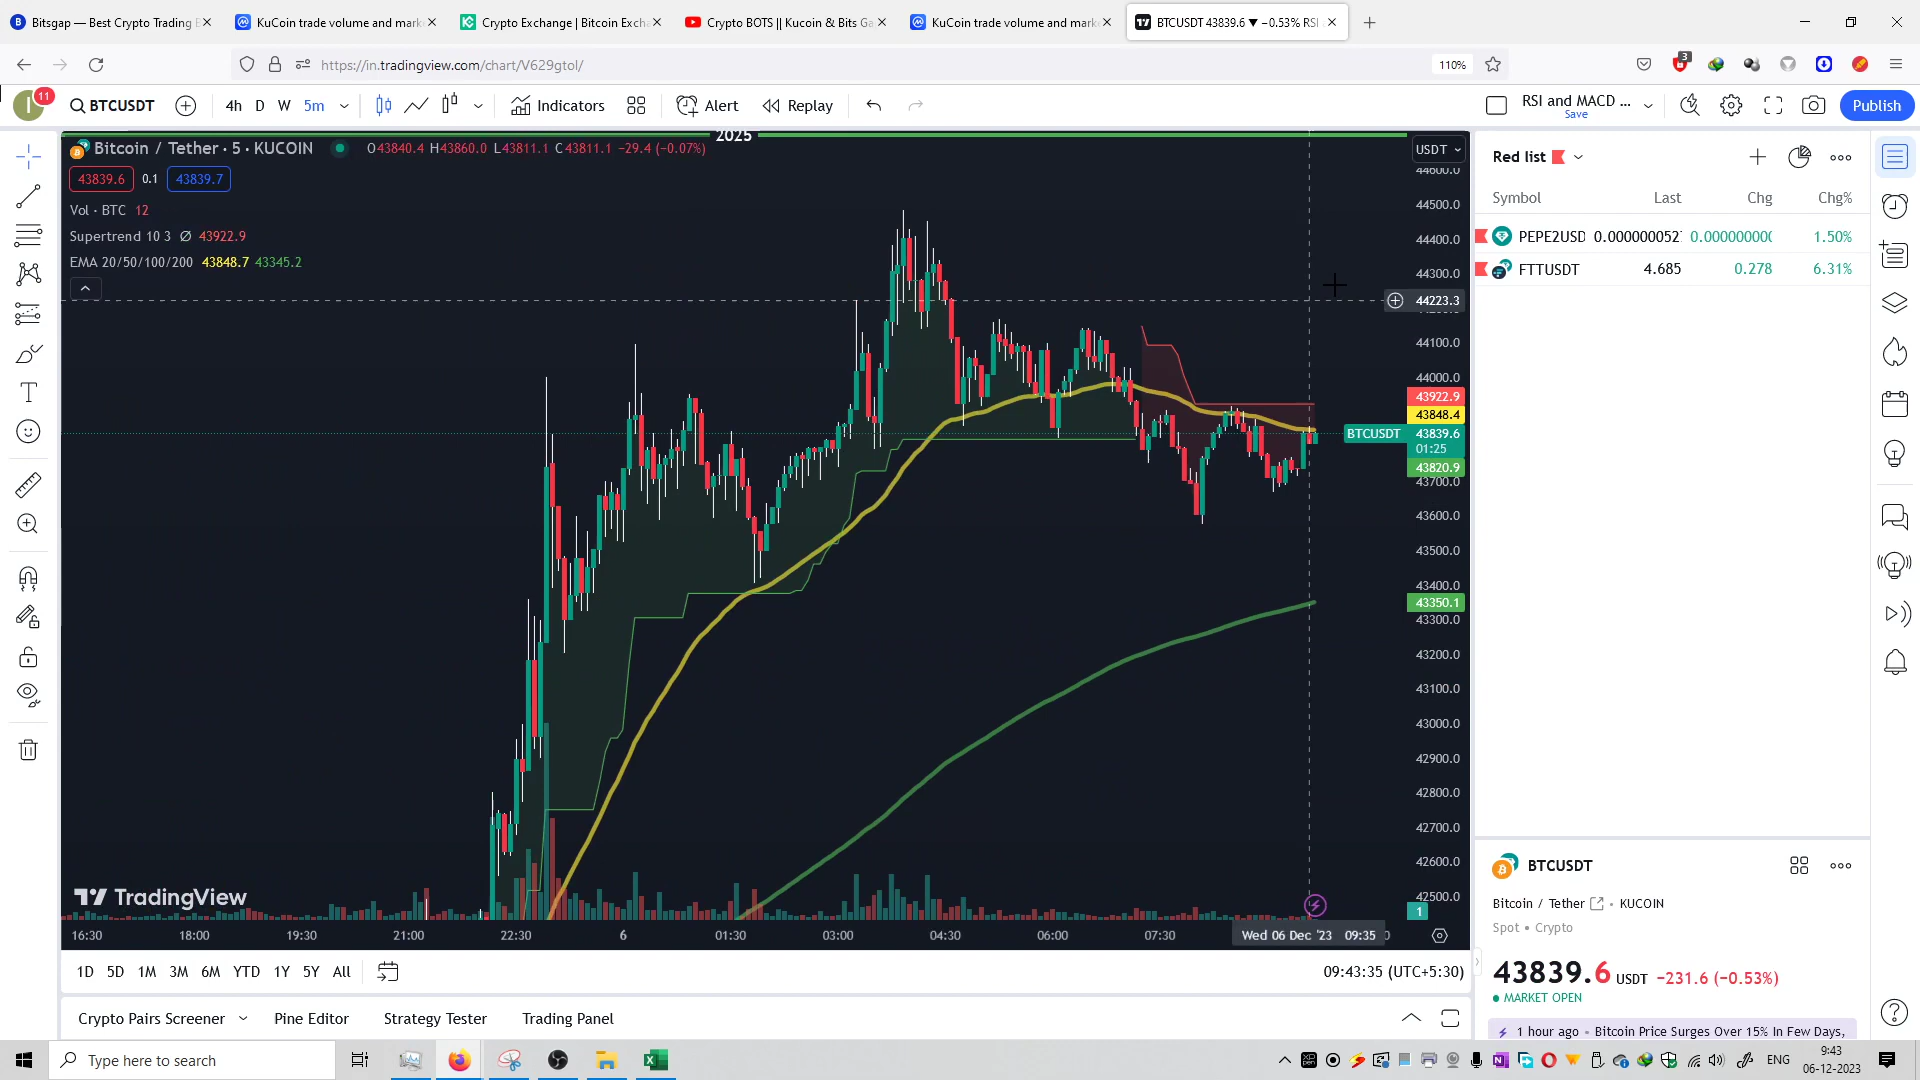 Bitsgap — Best Crypto Trading B
KuCoin trade volume and mark
Crypto Exchange | Bitcoin Exch
Crypto BOTS || Kucoin & Bits Ga
KuCoin trade volume and mark
BTCUSDT 43839.6 ▼ −0.53% RSI
https://in.tradingview.com/chart/V629gtol/
110%
3
11
BTCUSDT
4h D W 5m
Indicators
Alert
Replay
RSI and MACD ...
Save
Publish
2025
Bitcoin / Tether · 5 · KUCOIN
O43840.4 H43860.0 L43811.1 C43811.1 −29.4 (−0.07%)
43839.6 0.1 43839.7
Vol · BTC 12
Supertrend 10 3 Ø 43922.9
EMA 20/50/100/200 43848.7 43345.2
USDT
44600.0
44500.0
44400.0
44300.0
44223.3
44100.0
44000.0
43922.9
43848.4
BTCUSDT 43839.6
01:25
43820.9
43700.0
43600.0
43500.0
43400.0
43350.1
43300.0
43200.0
43100.0
43000.0
42900.0
42800.0
42700.0
42600.0
42500.0
1
TradingView
16:30 18:00 19:30 21:00 22:30 6 01:30 03:00 04:30 06:00 07:30 Wed 06 Dec '23 09:35
1D 5D 1M 3M 6M YTD 1Y 5Y All
09:43:35 (UTC+5:30)
Crypto Pairs Screener Pine Editor Strategy Tester Trading Panel
Red list
Symbol Last Chg Chg%
PEPE2USD 0.000000052 0.000000000 1.50%
FTTUSDT 4.685 0.278 6.31%
BTCUSDT
Bitcoin / Tether • KUCOIN
Spot • Crypto
43839.6 USDT −231.6 (−0.53%)
MARKET OPEN
1 hour ago • Bitcoin Price Surges Over 15% In Few Days,
Type here to search
ENG
9:43
06-12-2023